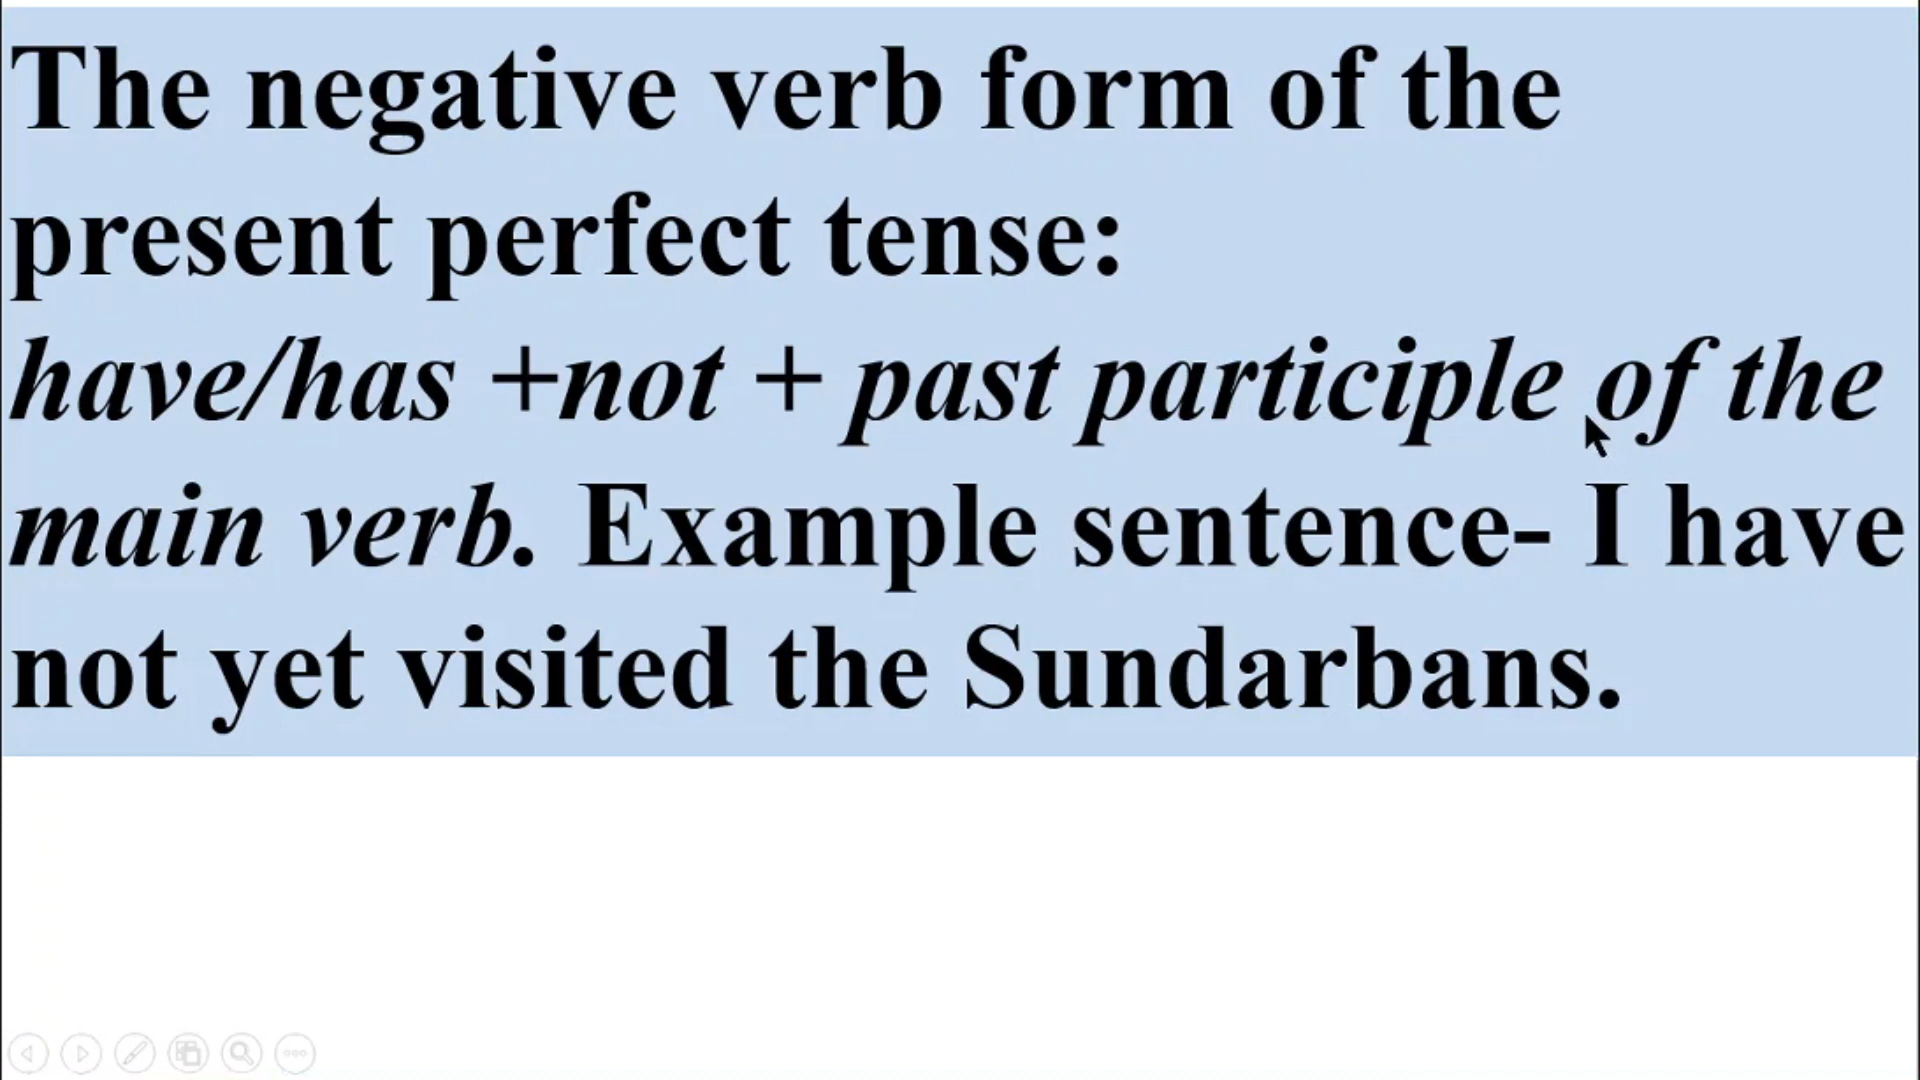 The negative verb form of the
present perfect tense:
have/has +not + past participle of the
main verb. Example sentence- I have
not yet visited the Sundarbans.